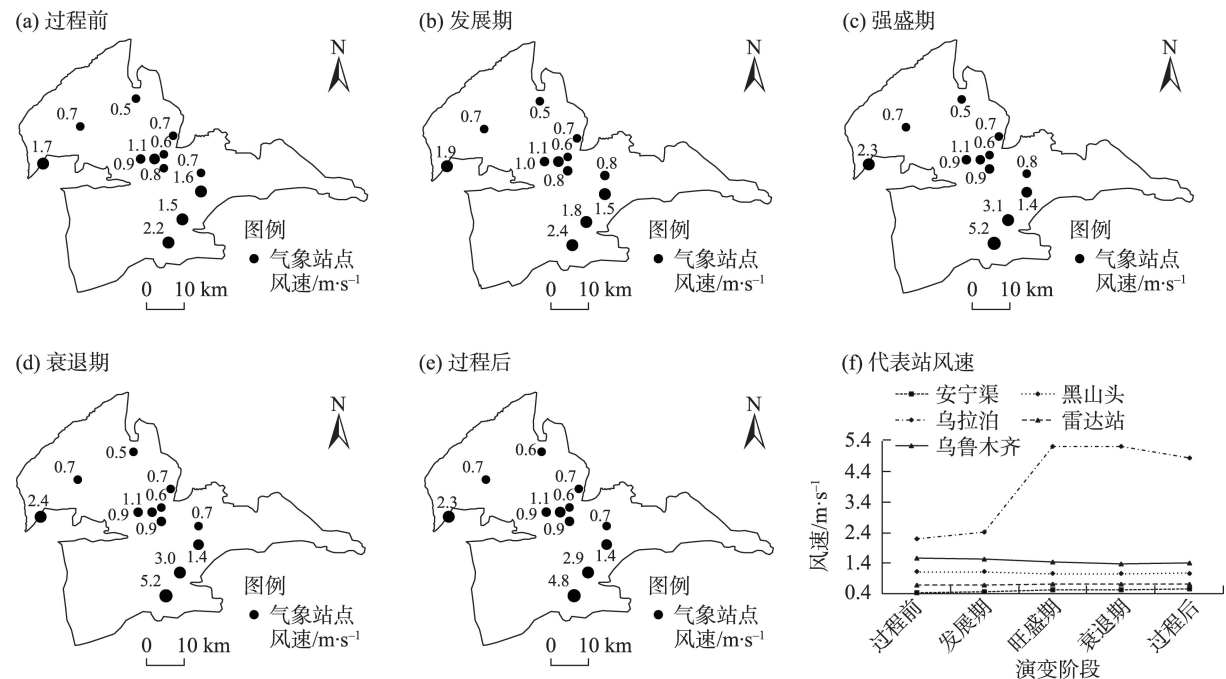 (a) 过程前
N
0.5
0.7
0.7
1.7
1.1
0.6
0.9
0.8
0.7
1.6
1.5
2.2
图例
气象站点
风速/m·s⁻¹
0 10 km
(b) 发展期
N
0.5
0.7
0.7
1.9
1.1
0.6
1.0
0.8
0.8
1.5
1.8
2.4
图例
气象站点
风速/m·s⁻¹
0 10 km
(c) 强盛期
N
0.5
0.7
0.7
2.3
1.1
0.6
0.9
0.9
0.8
1.4
3.1
5.2
图例
气象站点
风速/m·s⁻¹
0 10 km
(d) 衰退期
N
0.5
0.7
0.7
2.4
1.1
0.6
0.9
0.9
0.7
1.4
3.0
5.2
图例
气象站点
风速/m·s⁻¹
0 10 km
(e) 过程后
N
0.6
0.7
0.7
2.3
1.1
0.6
0.9
0.9
0.7
1.4
2.9
4.8
图例
气象站点
风速/m·s⁻¹
0 10 km
(f) 代表站风速
安宁渠 黑山头
乌拉泊 雷达站
乌鲁木齐
5.4
4.4
3.4
2.4
1.4
0.4
风速/m·s⁻¹
过程前
发展期
旺盛期
衰退期
过程后
演变阶段